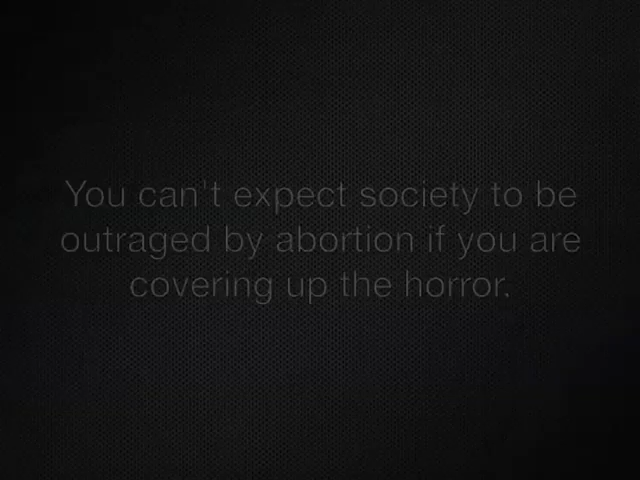 You can't expect society to be
outraged by abortion if you are
covering up the horror.